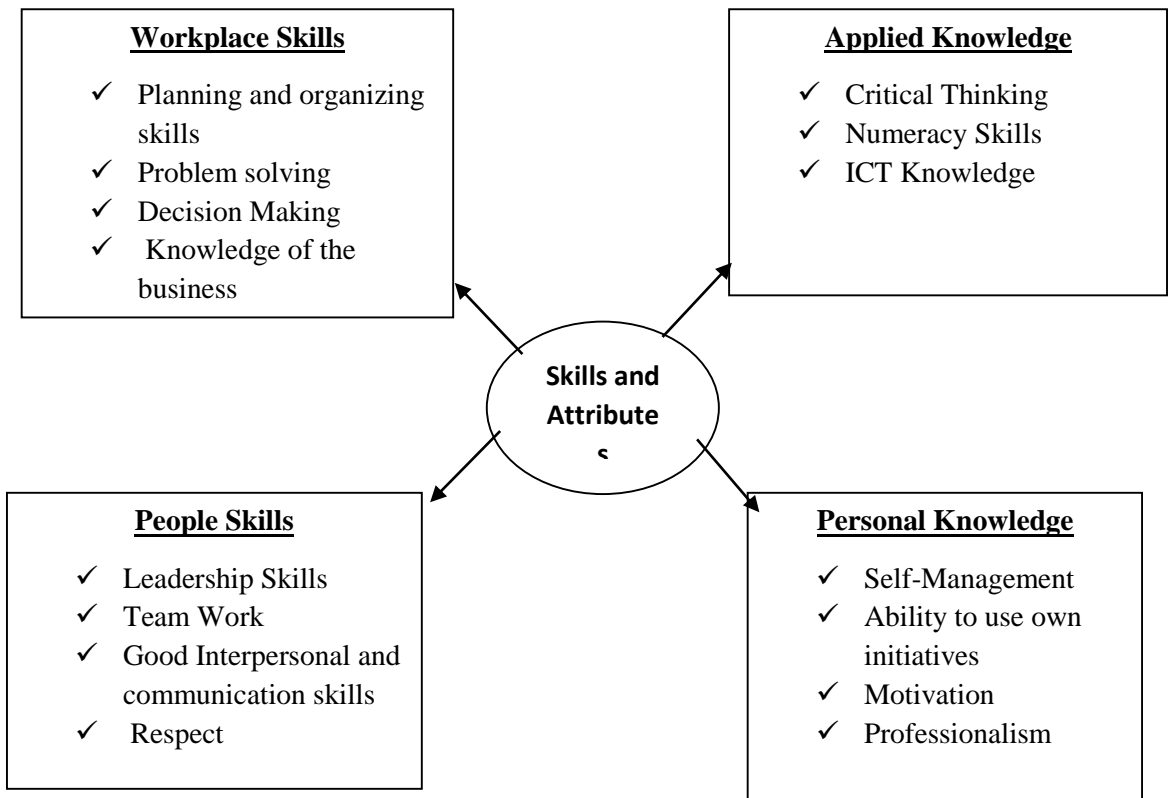 Workplace Skills
✓ Planning and organizing
skills
✓ Problem solving
✓ Decision Making
✓ Knowledge of the
business
Applied Knowledge
✓ Critical Thinking
✓ Numeracy Skills
✓ ICT Knowledge
Skills and
Attribute
s
People Skills
✓ Leadership Skills
✓ Team Work
✓ Good Interpersonal and
communication skills
✓ Respect
Personal Knowledge
✓ Self-Management
✓ Ability to use own
initiatives
✓ Motivation
✓ Professionalism